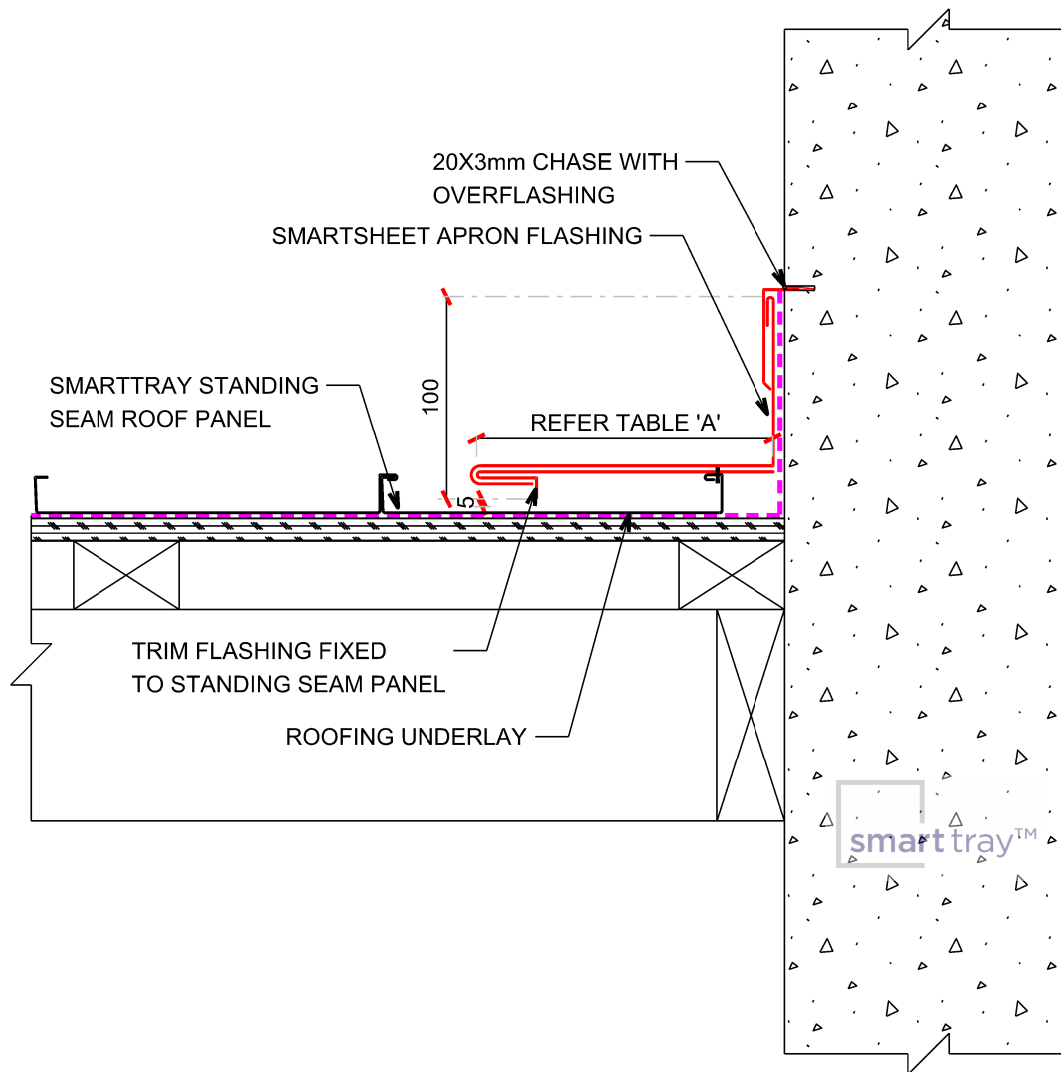 20X3mm CHASE WITH
OVERFLASHING
SMARTSHEET APRON FLASHING
SMARTTRAY STANDING
SEAM ROOF PANEL
100
REFER TABLE 'A'
5
TRIM FLASHING FIXED
TO STANDING SEAM PANEL
ROOFING UNDERLAY
smart tray™